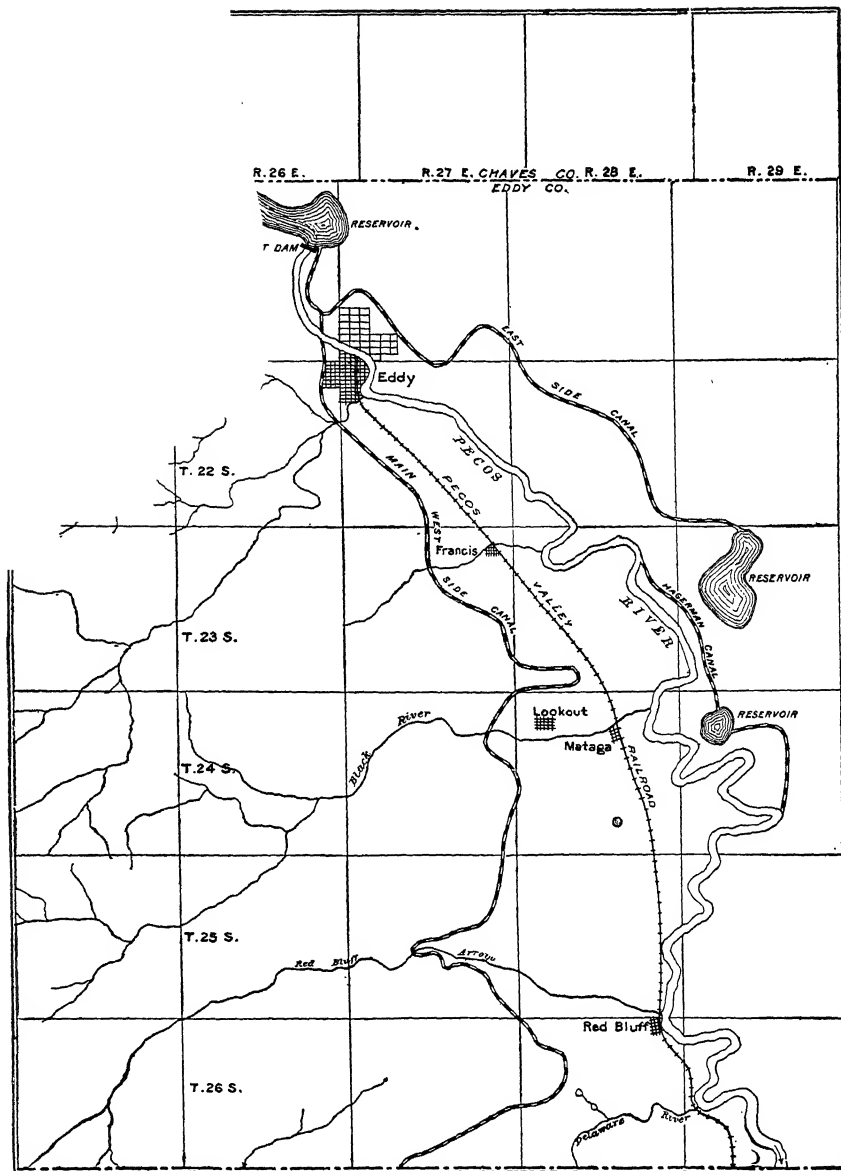 R. 26 E.
R. 27 E. CHAVES CO. R. 28 E.
R. 29 E.
EDDY CO.
RESERVOIR.
T DAM
EAST SIDE CANAL
Eddy
PECOS RIVER
MAIN WEST SIDE CANAL
PECOS VALLEY RAILROAD
T. 22 S.
Francis
HAGERMAN CANAL
RESERVOIR
T. 23 S.
Lookout
RESERVOIR
Black River
Mataga
T. 24 S.
T. 25 S.
Red Bluff Arroyo
Red Bluff
T. 26 S.
Delaware River